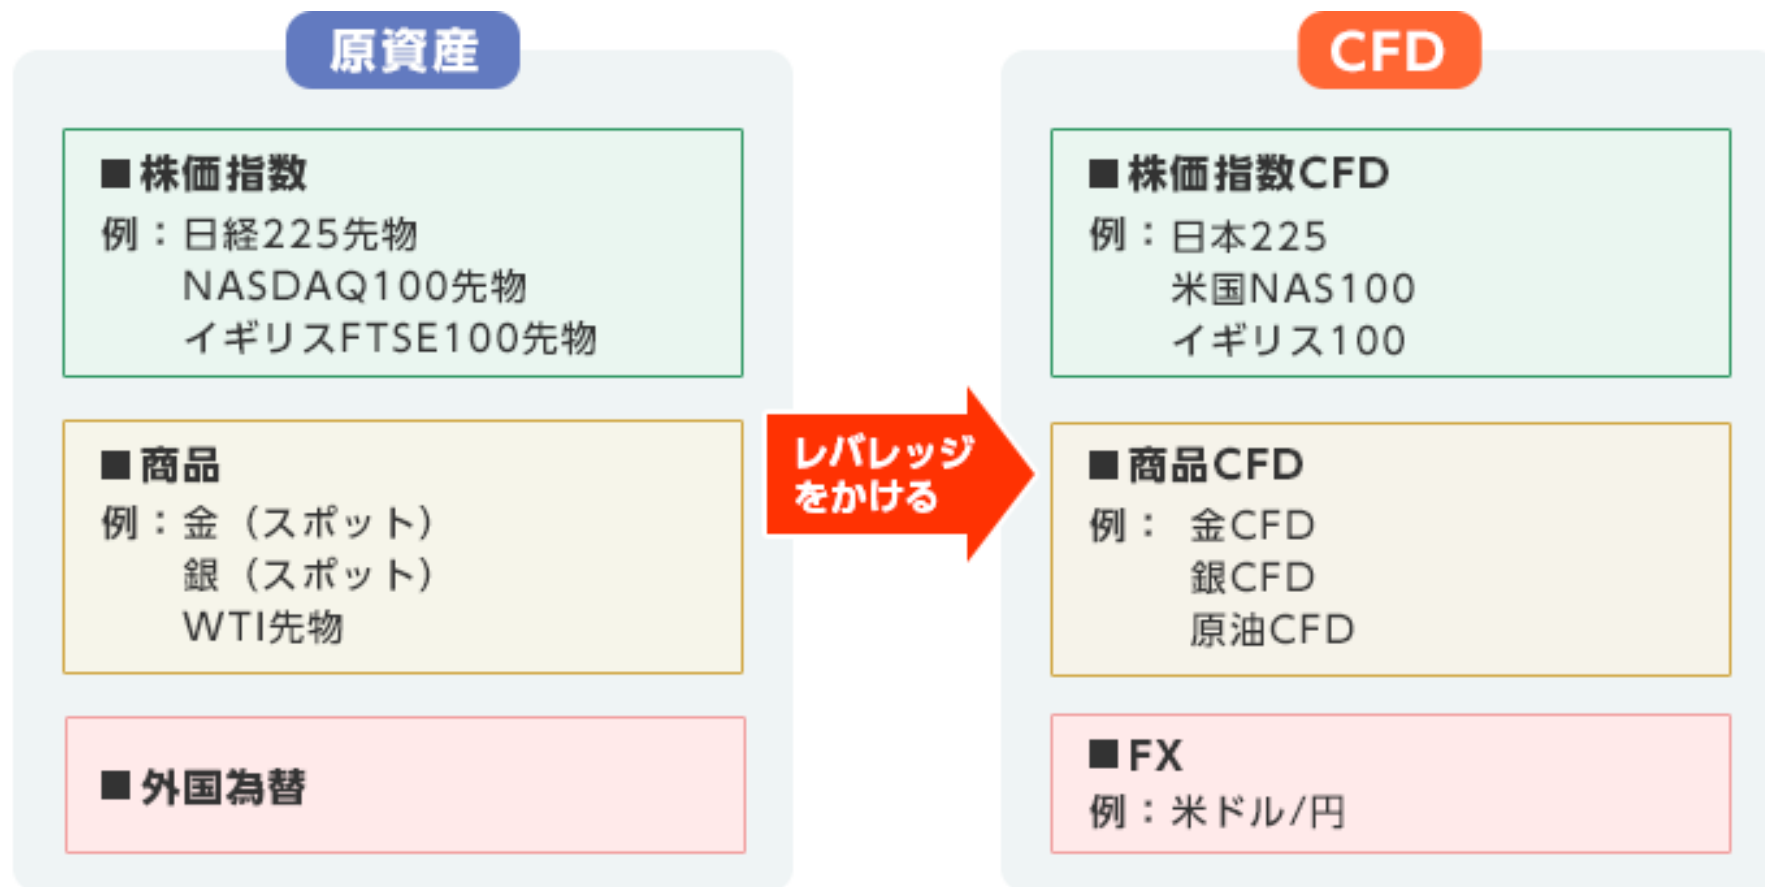 原資産
■株価指数
例：日経225先物
NASDAQ100先物
イギリスFTSE100先物
■商品
例：金（スポット）
銀（スポット）
WTI先物
■外国為替
レバレッジ
をかける
CFD
■株価指数CFD
例：日本225
米国NAS100
イギリス100
■商品CFD
例： 金CFD
銀CFD
原油CFD
■FX
例：米ドル/円